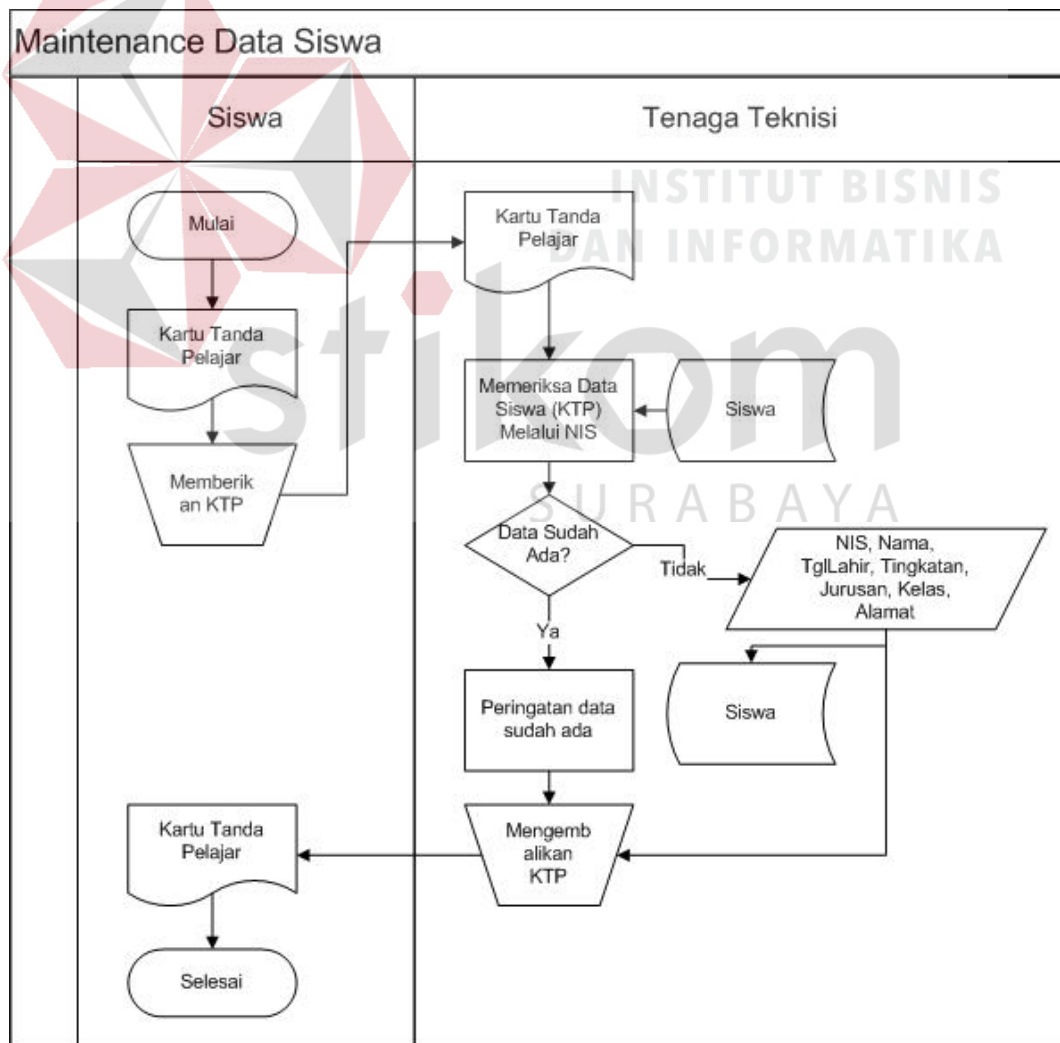 Maintenance Data Siswa
Siswa
Tenaga Teknisi
INSTITUT BISNIS
DAN INFORMATIKA
stikom
SURABAYA
Mulai
Kartu Tanda
Pelajar
Memberik
an KTP
Kartu Tanda
Pelajar
Memeriksa Data
Siswa (KTP)
Melalui NIS
Siswa
Data Sudah
Ada?
Tidak
NIS, Nama,
TglLahir, Tingkatan,
Jurusan, Kelas,
Alamat
Ya
Siswa
Peringatan data
sudah ada
Mengemb
alikan
KTP
Kartu Tanda
Pelajar
Selesai